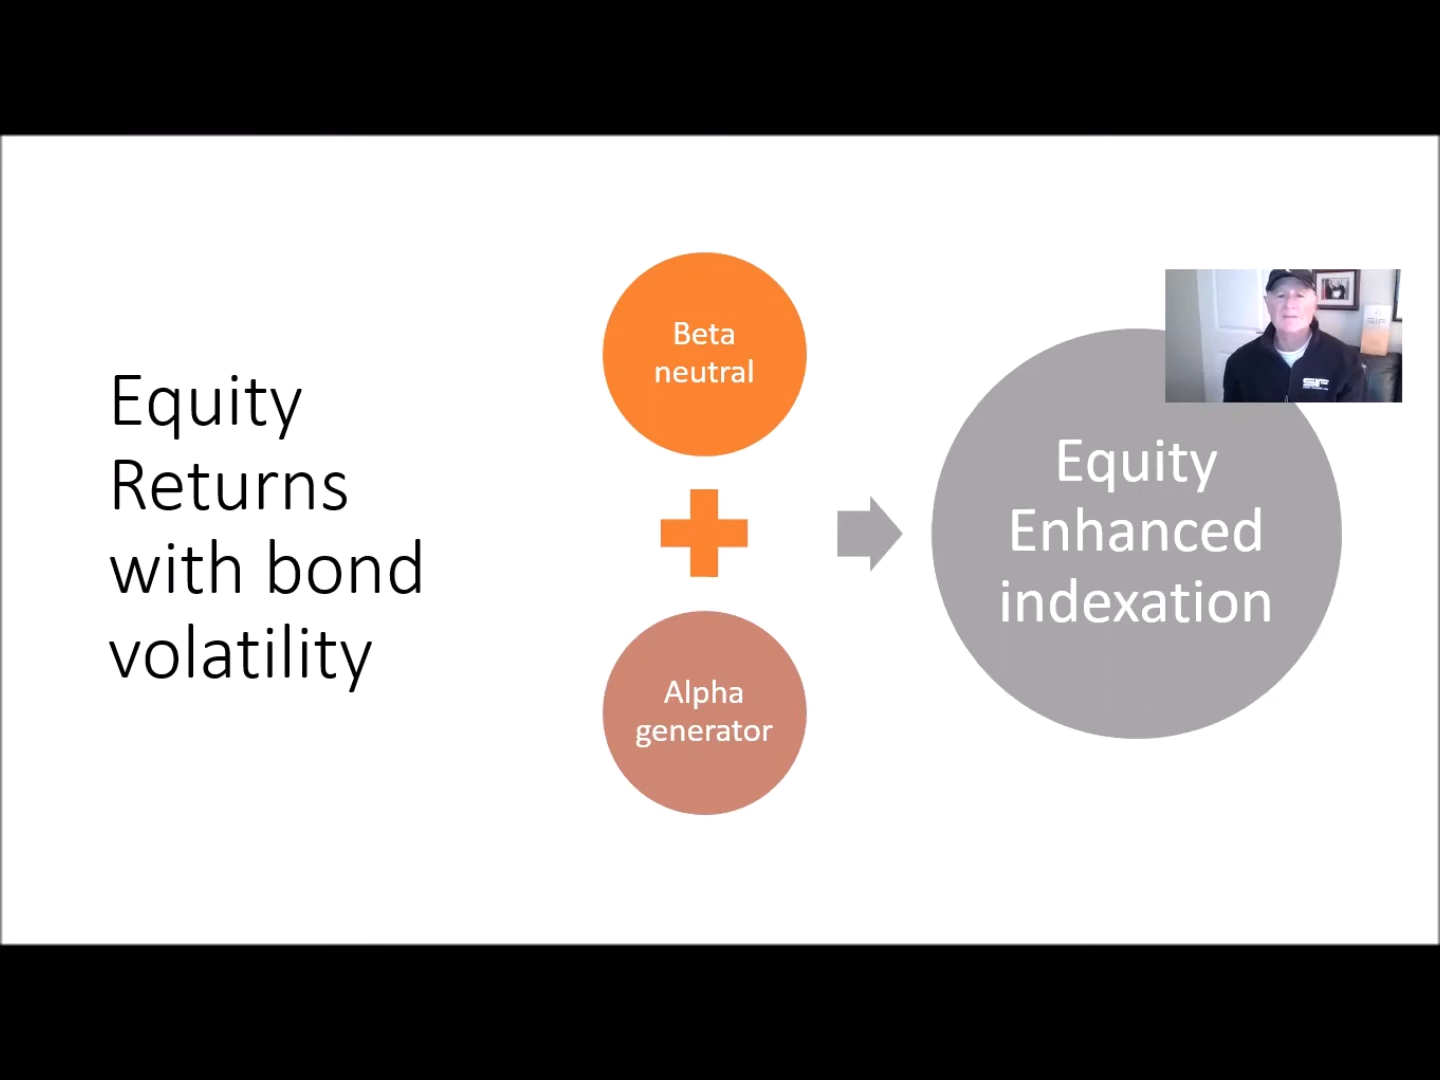 Equity
Returns
with bond
volatility
Beta
neutral
Alpha
generator
Equity
Enhanced
indexation